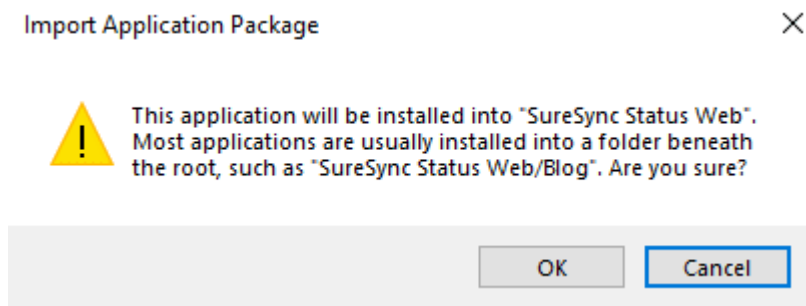 Import Application Package
This application will be installed into "SureSync Status Web".
Most applications are usually installed into a folder beneath
the root, such as "SureSync Status Web/Blog". Are you sure?
OK
Cancel